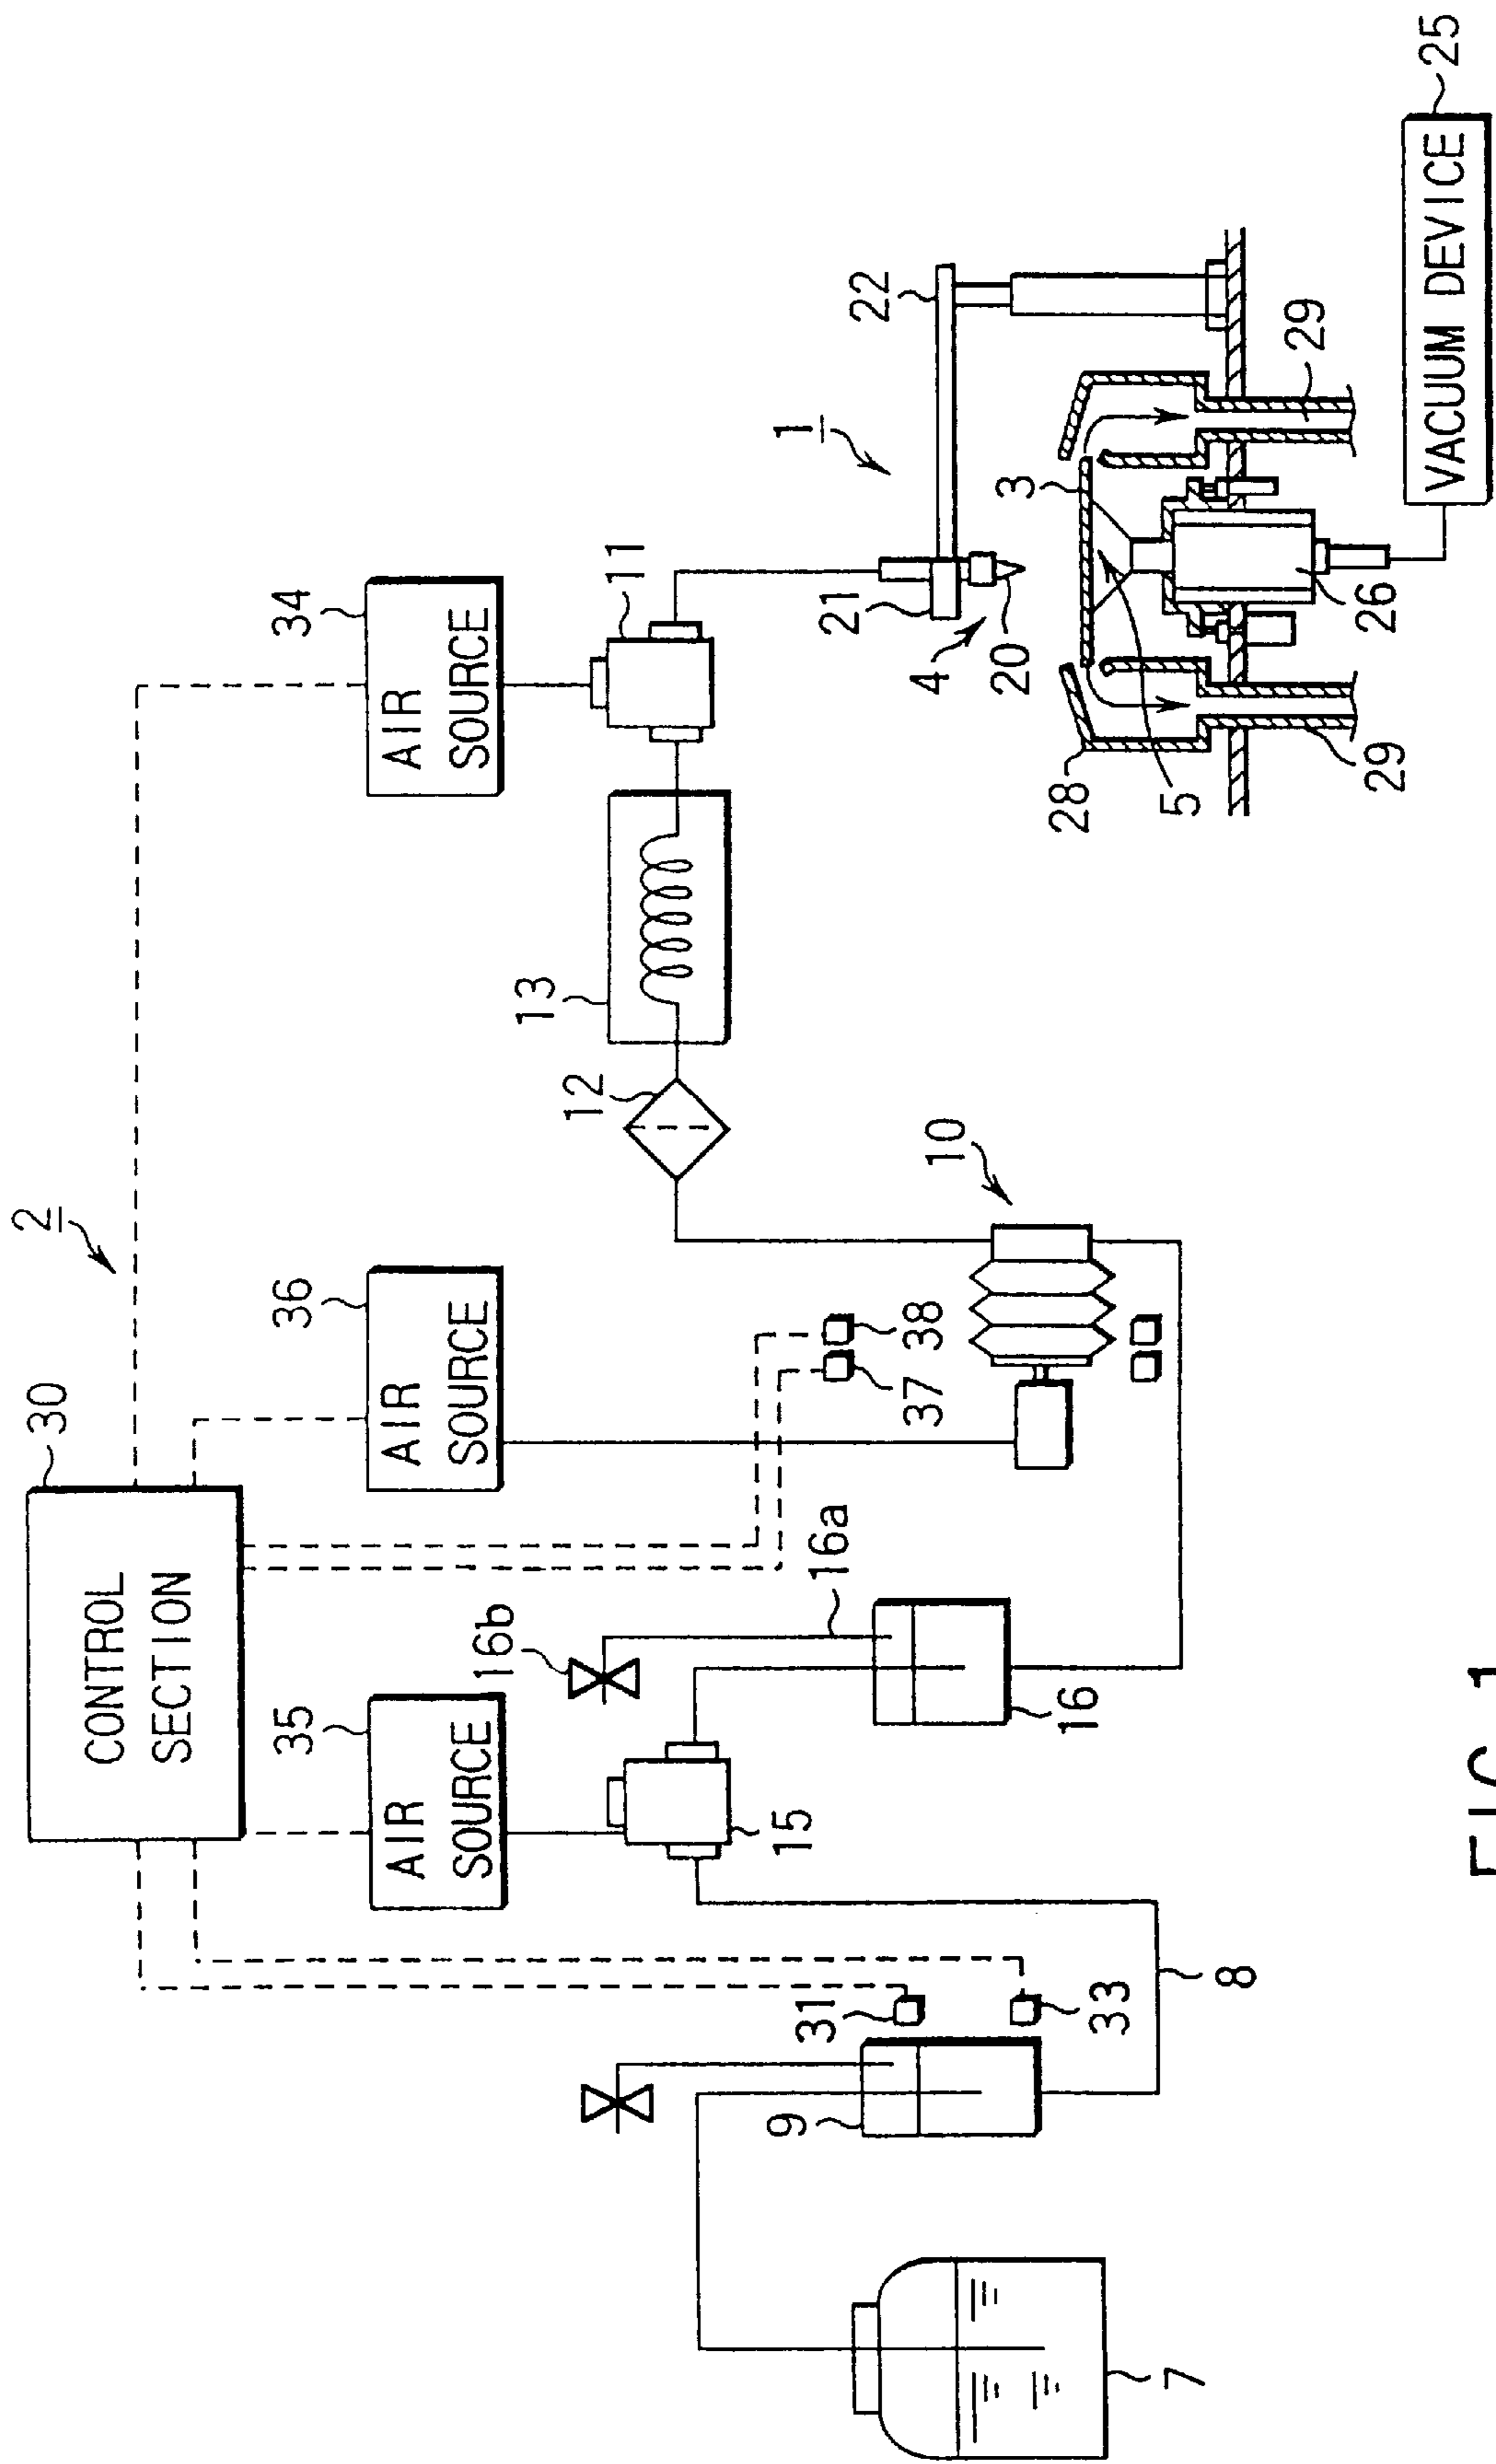 2
30
CONTROL
SECTION
34
AIR
SOURCE
36
AIR
SOURCE
35
AIR
SOURCE
11
13
12
16b
16a
15
37
38
10
16
31
33
9
8
7
1
22
21
4
20
3
28
5
29
26
29
VACUUM DEVICE
25